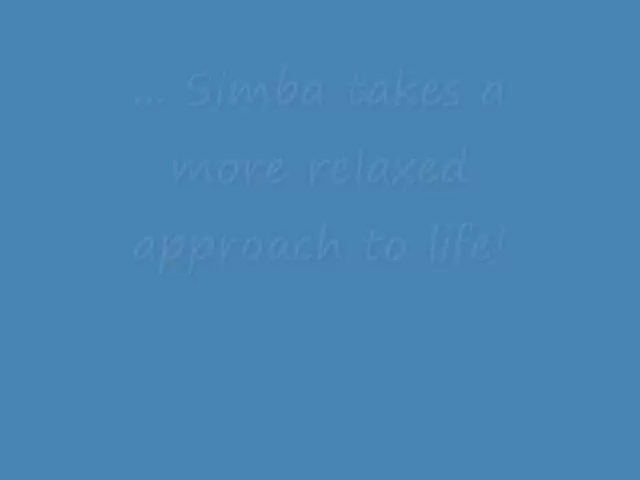 ... Simba takes a
more relaxed
approach to life!